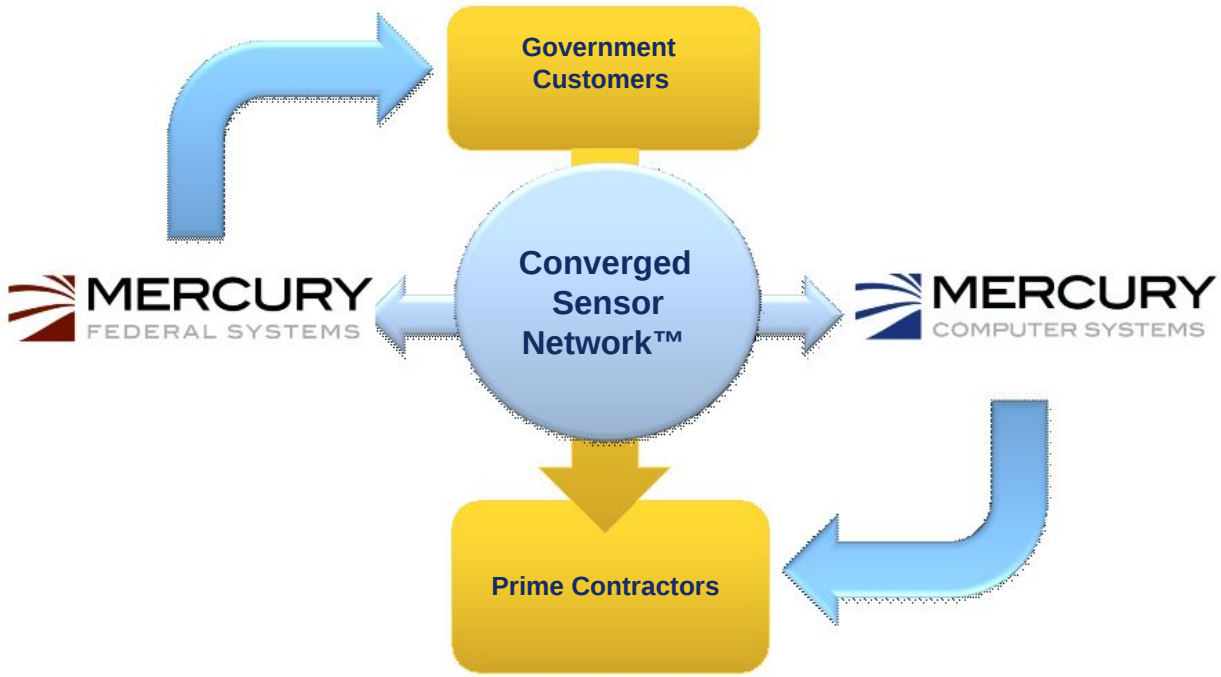 Government
Customers
Converged
Sensor
Network™
MERCURY
FEDERAL SYSTEMS
MERCURY
COMPUTER SYSTEMS
Prime Contractors